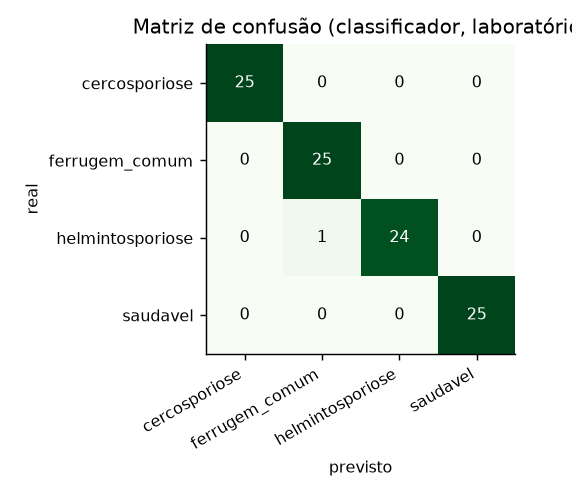 Matriz de confusão (classificador, laboratório
cercosporiose 25 0 0 0
ferrugem_comum 0 25 0 0
helmintosporiose 0 1 24 0
saudavel 0 0 0 25
real
cercosporiose ferrugem_comum helmintosporiose saudavel
previsto